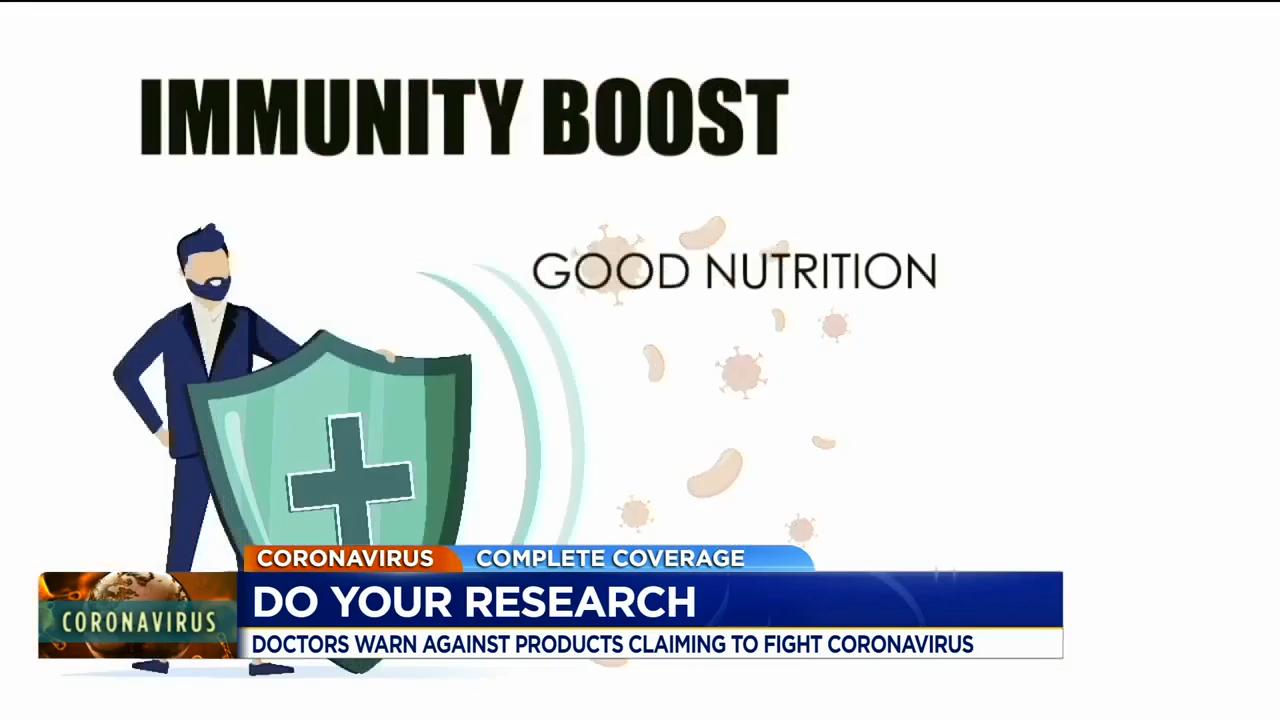 IMMUNITY BOOST
GOOD NUTRITION
CORONAVIRUS
COMPLETE COVERAGE
CORONAVIRUS
DO YOUR RESEARCH
DOCTORS WARN AGAINST PRODUCTS CLAIMING TO FIGHT CORONAVIRUS